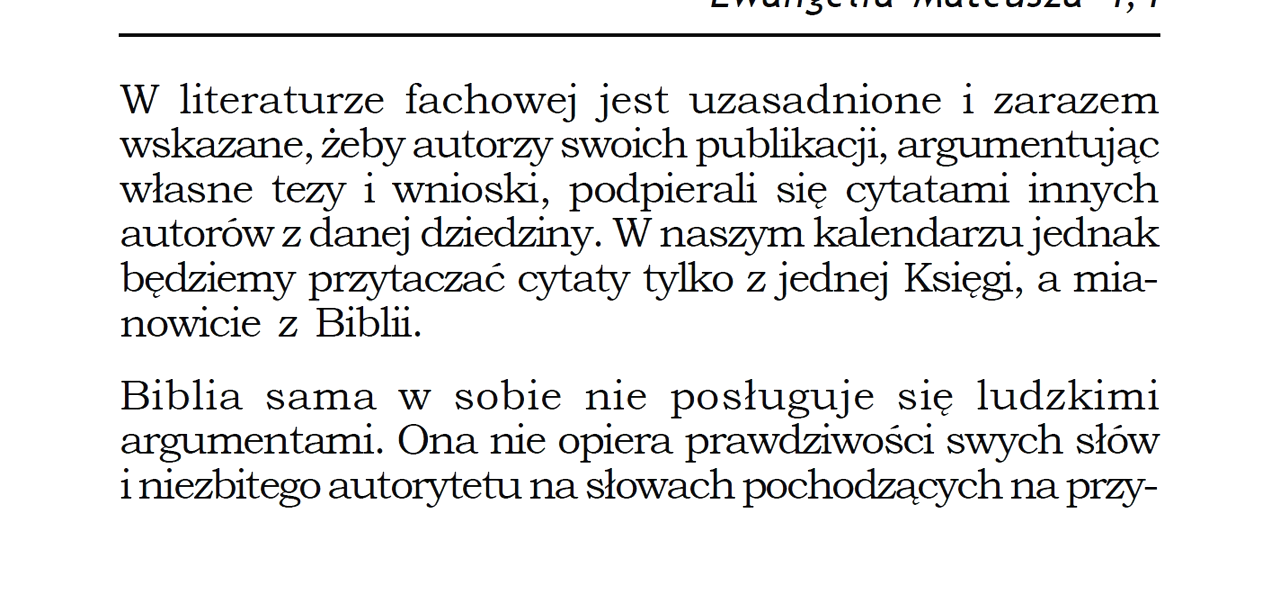 Ewangelia Mateusza
W literaturze fachowej jest uzasadnione i zarazem
wskazane, żeby autorzy swoich publikacji, argumentując
własne tezy i wnioski, podpierali się cytatami innych
autorów z danej dziedziny. W naszym kalendarzu jednak
będziemy przytaczać cytaty tylko z jednej Księgi, a mia-
nowicie z Biblii.
Biblia sama w sobie nie posługuje się ludzkimi
argumentami. Ona nie opiera prawdziwości swych słów
i niezbitego autorytetu na słowach pochodzących na przy-